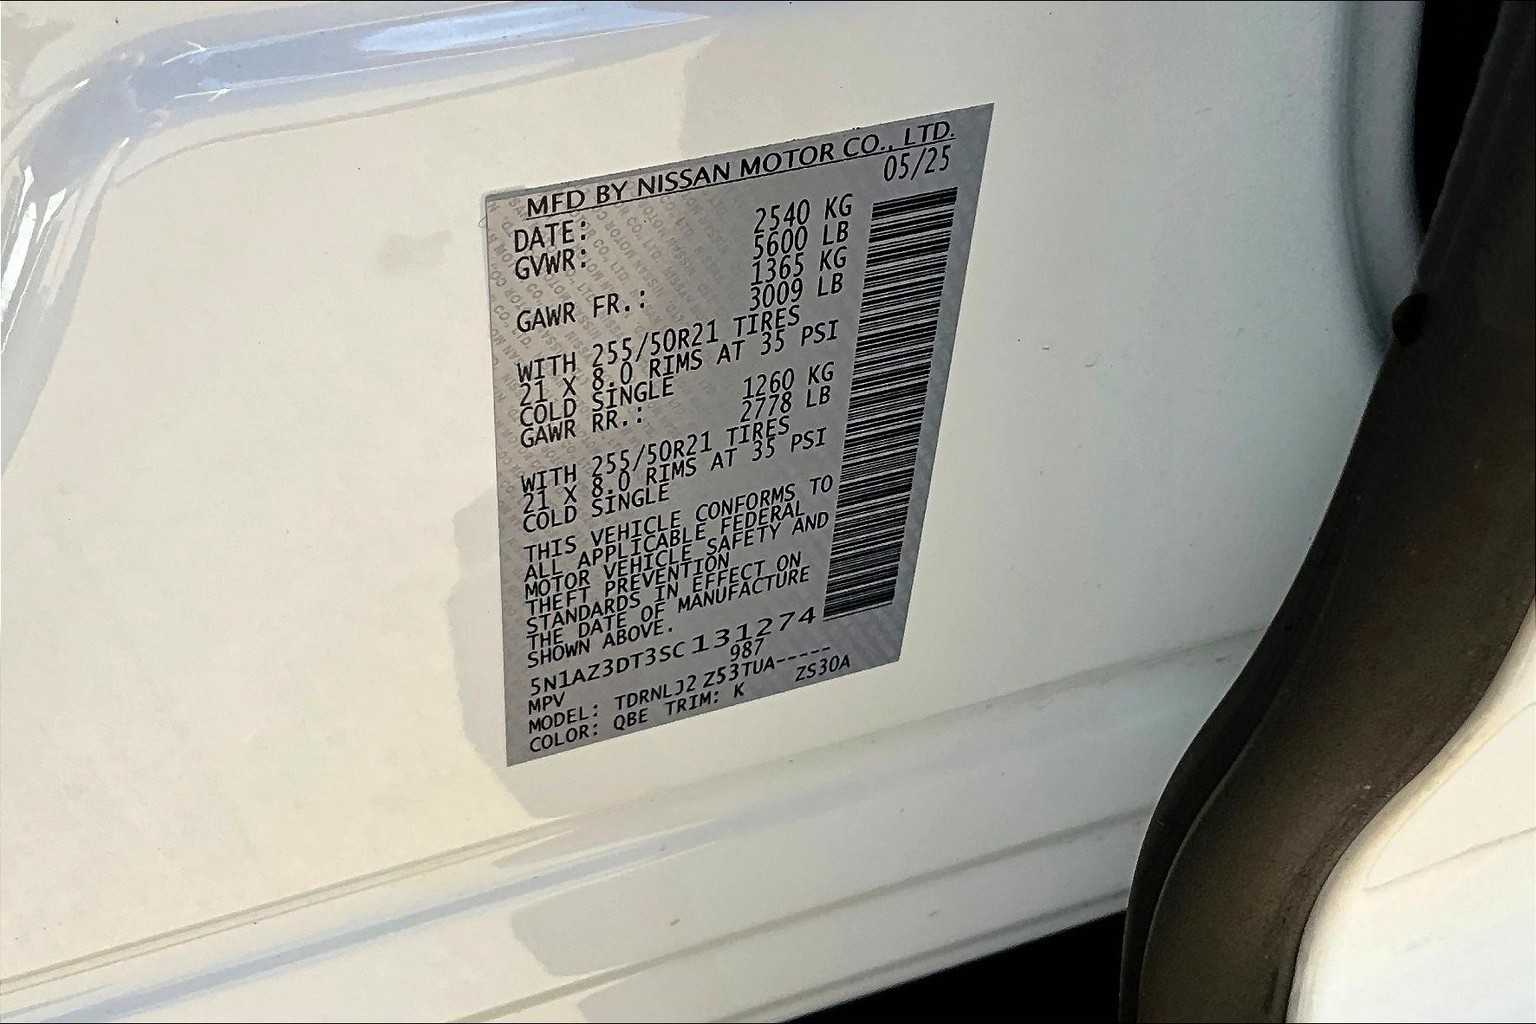 MFD BY NISSAN MOTOR CO., LTD.
DATE: 05/25
GVWR: 2540 KG
5600 LB
GAWR FR.: 1365 KG
3009 LB
WITH 255/50R21 TIRES
21 X 8.0 RIMS AT 35 PSI
COLD SINGLE
GAWR RR.: 1260 KG
2778 LB
WITH 255/50R21 TIRES
21 X 8.0 RIMS AT 35 PSI
COLD SINGLE
THIS VEHICLE CONFORMS TO
ALL APPLICABLE FEDERAL
MOTOR VEHICLE SAFETY AND
THEFT PREVENTION
STANDARDS IN EFFECT ON
THE DATE OF MANUFACTURE
SHOWN ABOVE.
5N1AZ3DT3SC131274
MPV 987
MODEL: TDRNLJ2 Z53TUA-----
COLOR: QBE TRIM: K ZS30A